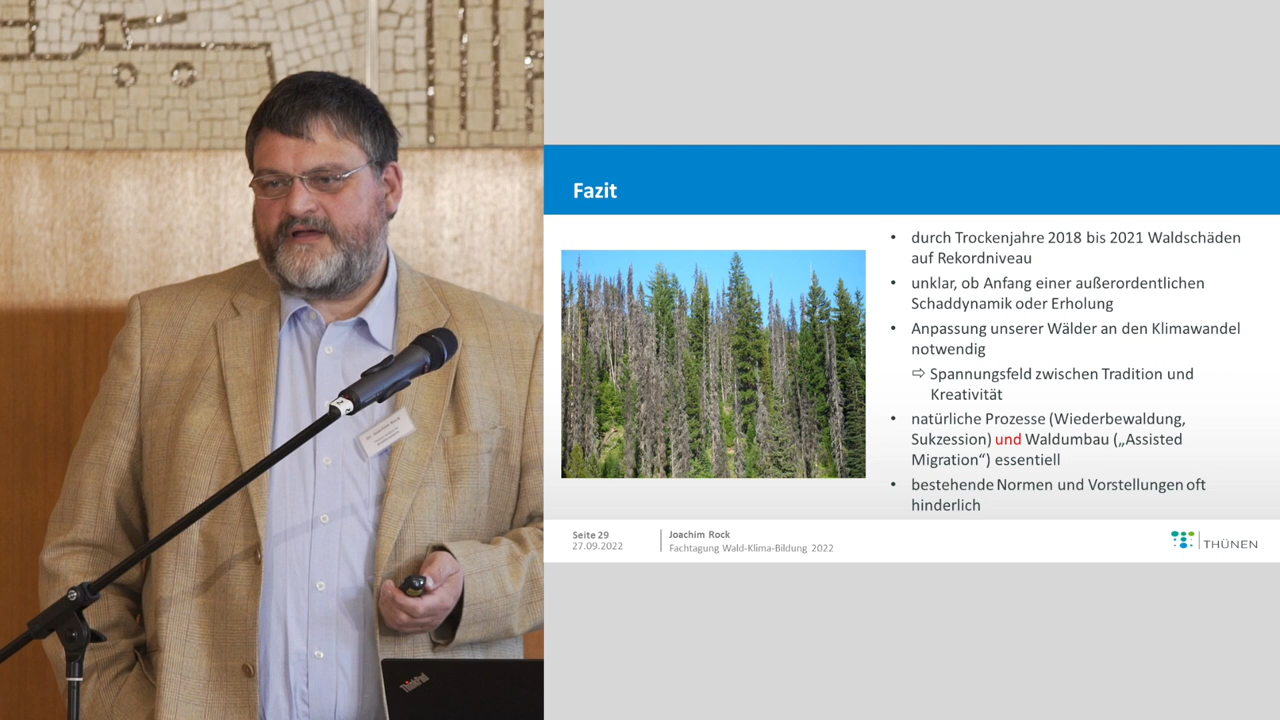 Fazit
• durch Trockenjahre 2018 bis 2021 Waldschäden
auf Rekordniveau
• unklar, ob Anfang einer außerordentlichen
Schaddynamik oder Erholung
• Anpassung unserer Wälder an den Klimawandel
notwendig
⇨ Spannungsfeld zwischen Tradition und
Kreativität
• natürliche Prozesse (Wiederbewaldung,
Sukzession) und Waldumbau („Assisted
Migration“) essentiell
• bestehende Normen und Vorstellungen oft
hinderlich
Seite 29
27.09.2022
Joachim Rock
Fachtagung Wald-Klima-Bildung 2022
THÜNEN
Dr. Joachim Rock
ThinkPad